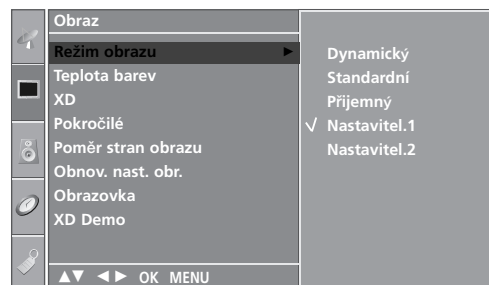 Obraz
Režim obrazu ►
Teplota barev
XD
Pokročilé
Poměr stran obrazu
Obnov. nast. obr.
Obrazovka
XD Demo
▲▼ ◄► OK MENU
Dynamický
Standardní
Přijemný
√ Nastavitel.1
Nastavitel.2